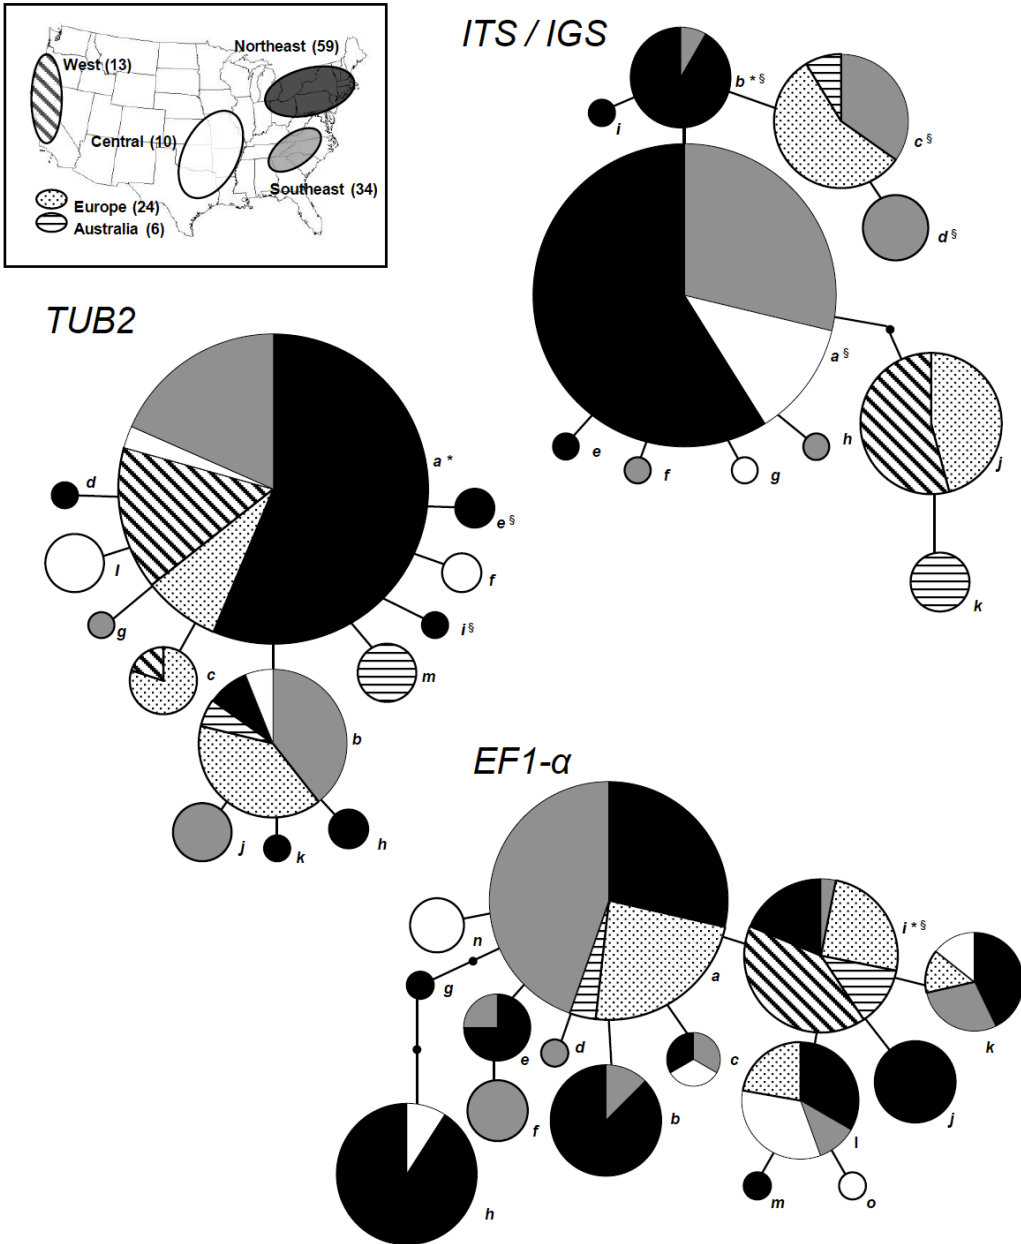 Northeast (59)
West (13)
Central (10)
Southeast (34)
Europe (24)
Australia (6)
ITS / IGS
b * §
i
c §
d §
a §
e
f
g
h
j
k
TUB2
a *
d
e §
l
f
g
i §
c
m
b
j
k
h
EF1-α
n
a
i * §
g
k
d
e
c
f
b
j
l
h
m
o